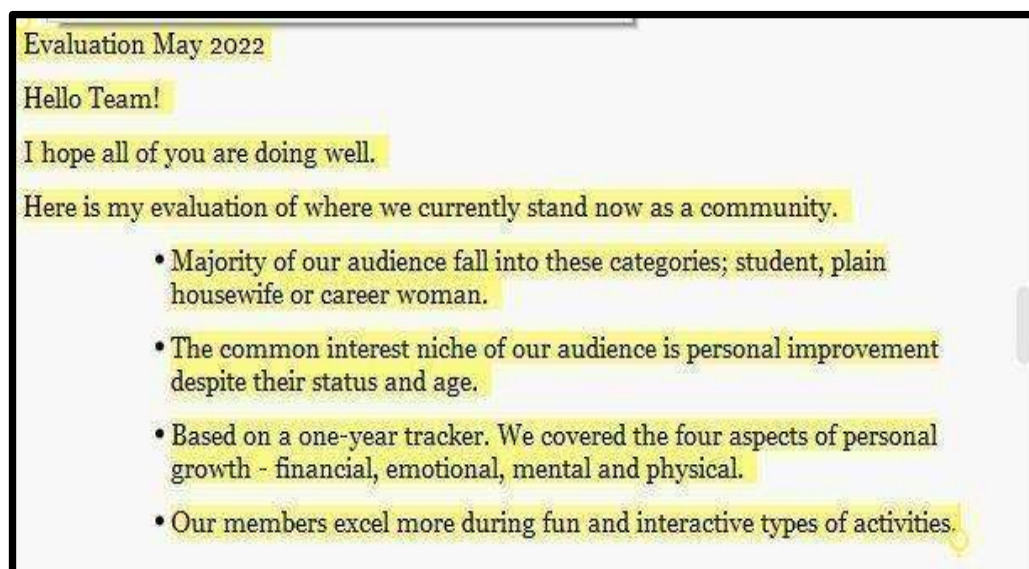 Evaluation May 2022
Hello Team!
I hope all of you are doing well.
Here is my evaluation of where we currently stand now as a community.
• Majority of our audience fall into these categories; student, plain
housewife or career woman.
• The common interest niche of our audience is personal improvement
despite their status and age.
• Based on a one-year tracker. We covered the four aspects of personal
growth - financial, emotional, mental and physical.
• Our members excel more during fun and interactive types of activities.